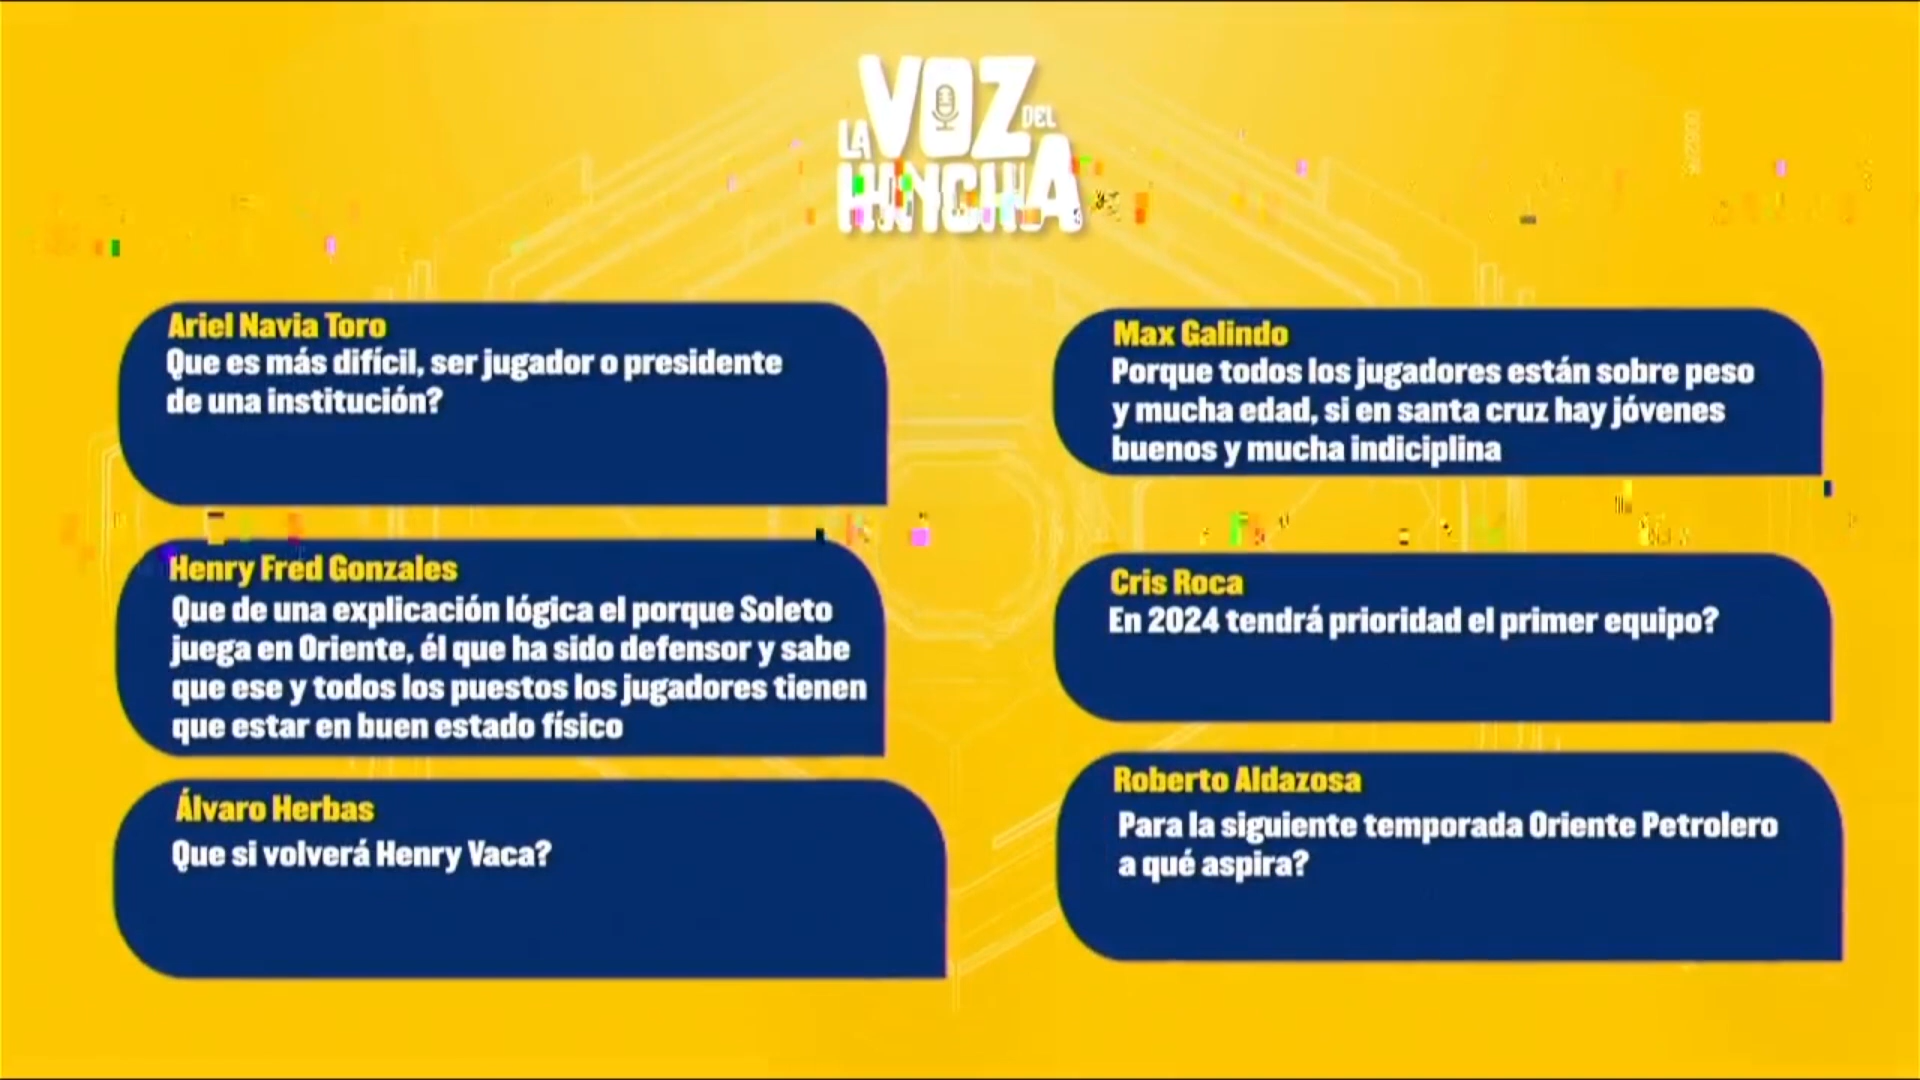 LA VOZ DEL
HINCHA
Ariel Navia Toro
Que es más difícil, ser jugador o presidente
de una institución?
Henry Fred Gonzales
Que de una explicación lógica el porque Soleto
juega en Oriente, él que ha sido defensor y sabe
que ese y todos los puestos los jugadores tienen
que estar en buen estado físico
Álvaro Herbas
Que si volverá Henry Vaca?
Max Galindo
Porque todos los jugadores están sobre peso
y mucha edad, si en santa cruz hay jóvenes
buenos y mucha indiciplina
Cris Roca
En 2024 tendrá prioridad el primer equipo?
Roberto Aldazosa
Para la siguiente temporada Oriente Petrolero
a qué aspira?